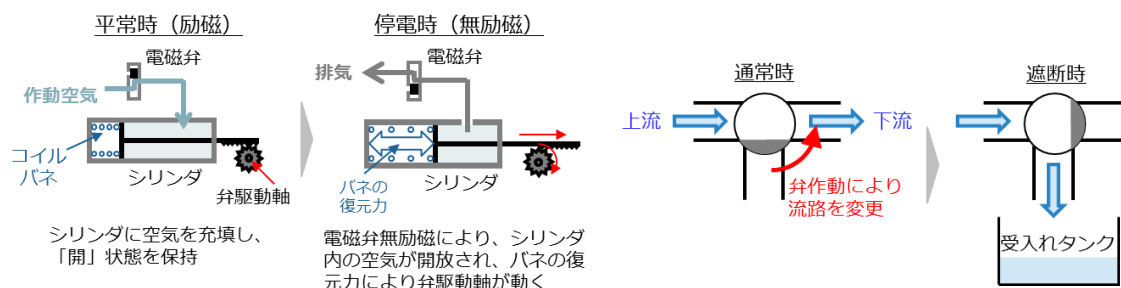 平常時（励磁）
電磁弁
作動空気
コイル
バネ
シリンダ
弁駆動軸
シリンダに空気を充填し、
「開」状態を保持
停電時（無励磁）
電磁弁
排気
バネの
復元力
シリンダ
電磁弁無励磁により、シリンダ
内の空気が開放され、バネの復
元力により弁駆動軸が動く
通常時
上流
下流
弁作動により
流路を変更
遮断時
受入れタンク